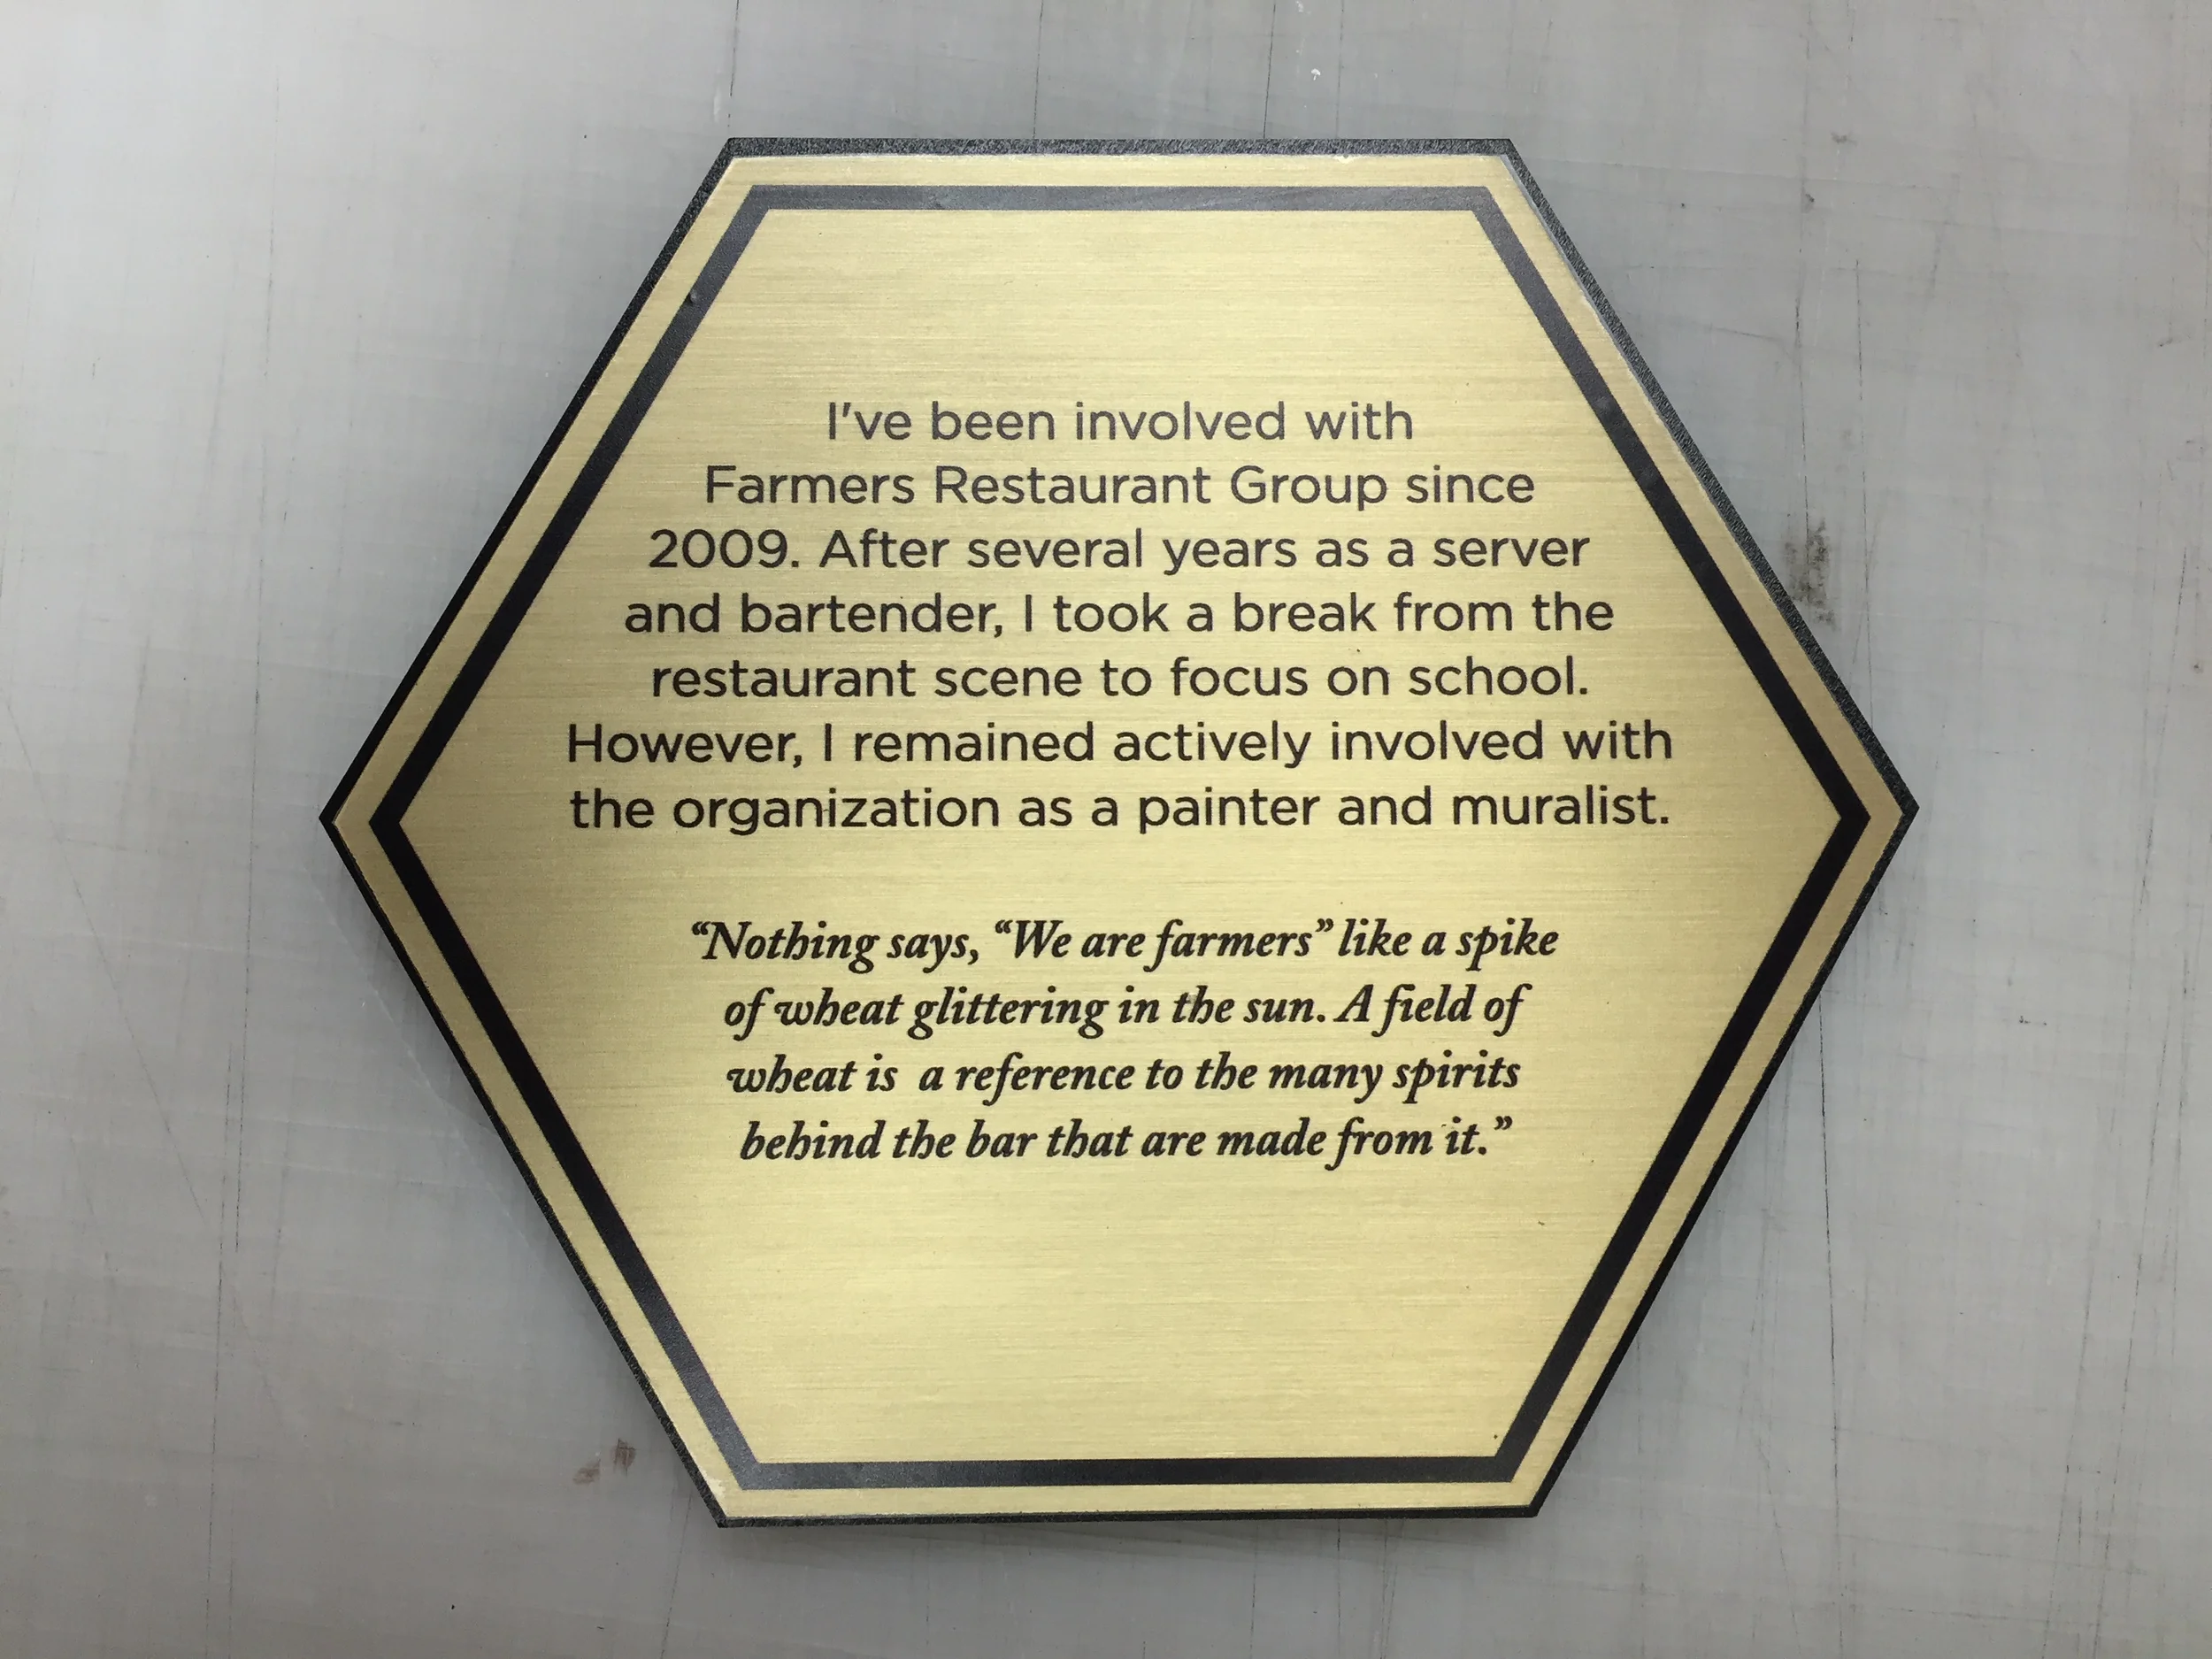 I've been involved with
Farmers Restaurant Group since
2009. After several years as a server
and bartender, I took a break from the
restaurant scene to focus on school.
However, I remained actively involved with
the organization as a painter and muralist.
“Nothing says, “We are farmers” like a spike
of wheat glittering in the sun. A field of
wheat is  a reference to the many spirits
behind the bar that are made from it.”